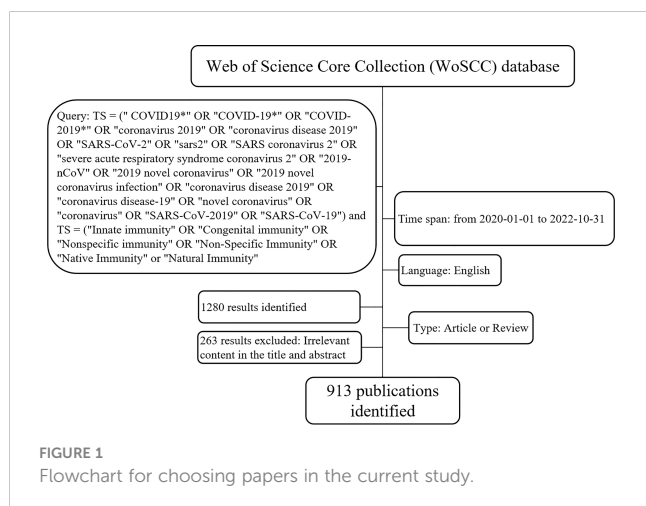 Web of Science Core Collection (WoSCC) database
Query: TS = (" COVID19*" OR "COVID-19*" OR "COVID-
2019*" OR "coronavirus 2019" OR "coronavirus disease 2019"
OR "SARS-CoV-2" OR "sars2" OR "SARS coronavirus 2" OR
"severe acute respiratory syndrome coronavirus 2" OR "2019-
nCoV" OR "2019 novel coronavirus" OR "2019 novel
coronavirus infection" OR "coronavirus disease 2019" OR
"coronavirus disease-19" OR "novel coronavirus" OR
"coronavirus" OR "SARS-CoV-2019" OR "SARS-CoV-19") and
TS = ("Innate immunity" OR "Congenital immunity" OR
"Nonspecific immunity" OR "Non-Specific Immunity" OR
"Native Immunity" or "Natural Immunity"
Time span: from 2020-01-01 to 2022-10-31
Language: English
1280 results identified
Type: Article or Review
263 results excluded: Irrelevant
content in the title and abstract
913 publications
identified
FIGURE 1
Flowchart for choosing papers in the current study.